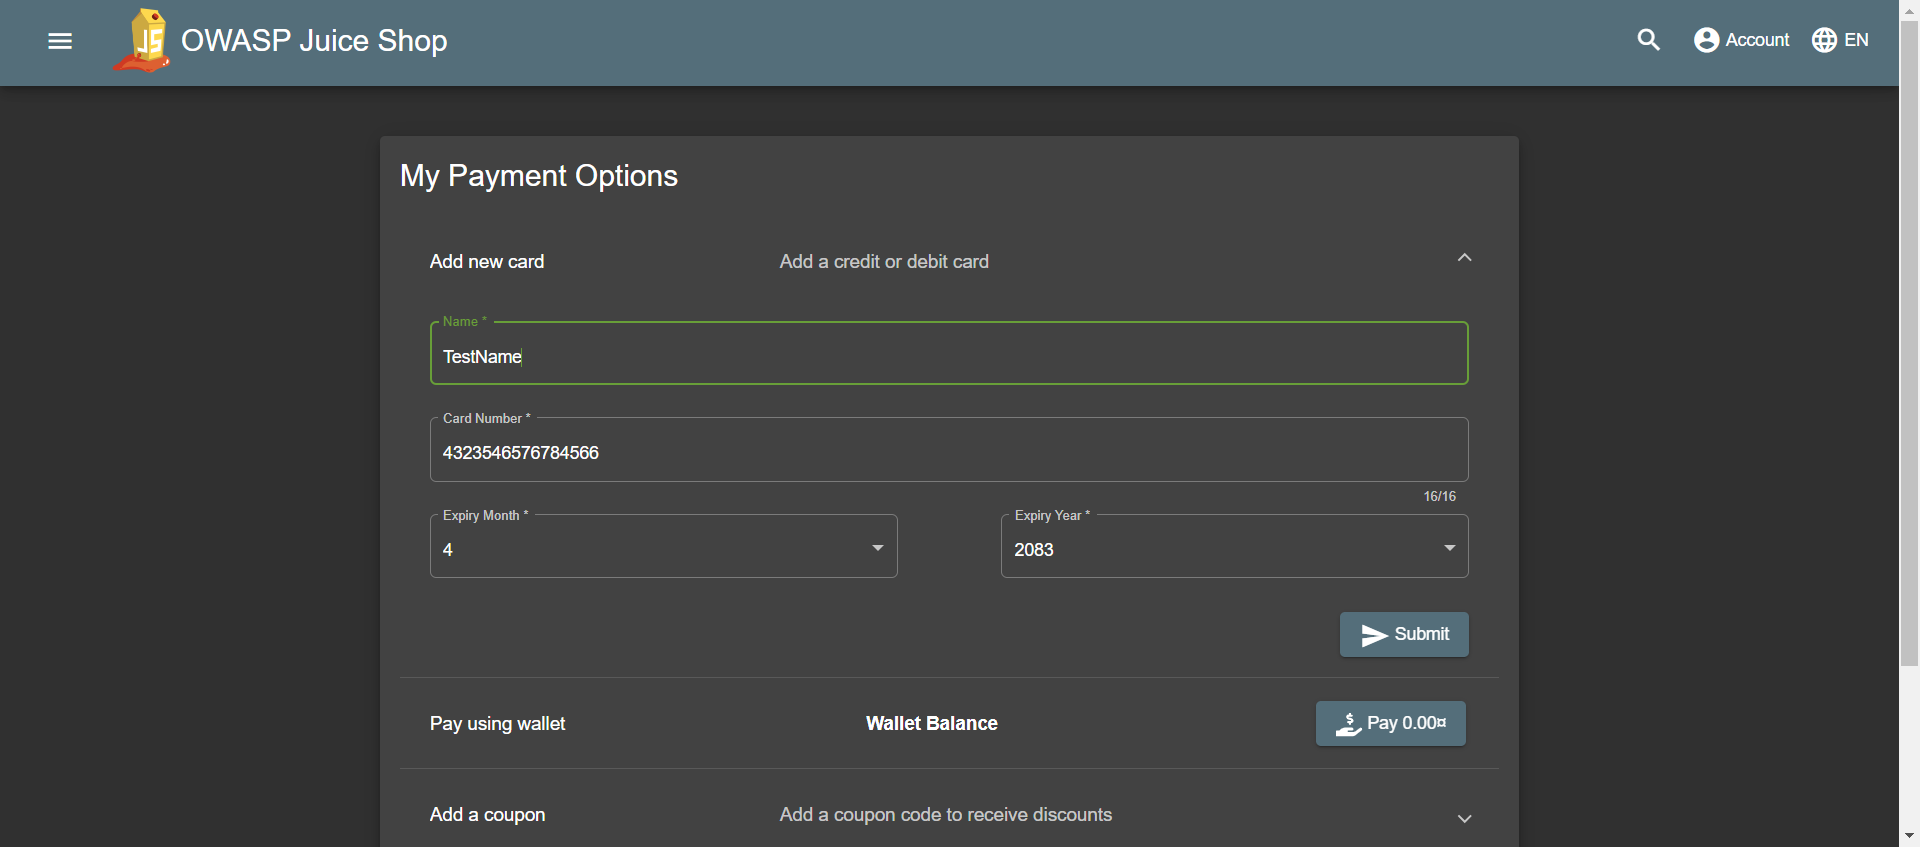 JS
OWASP Juice Shop
Account
EN
My Payment Options
Add new card
Add a credit or debit card
Name *
TestName
Card Number *
4323546576784566
16/16
Expiry Month *
4
Expiry Year *
2083
Submit
Pay using wallet
Wallet Balance
$
Pay 0.00¤
Add a coupon
Add a coupon code to receive discounts